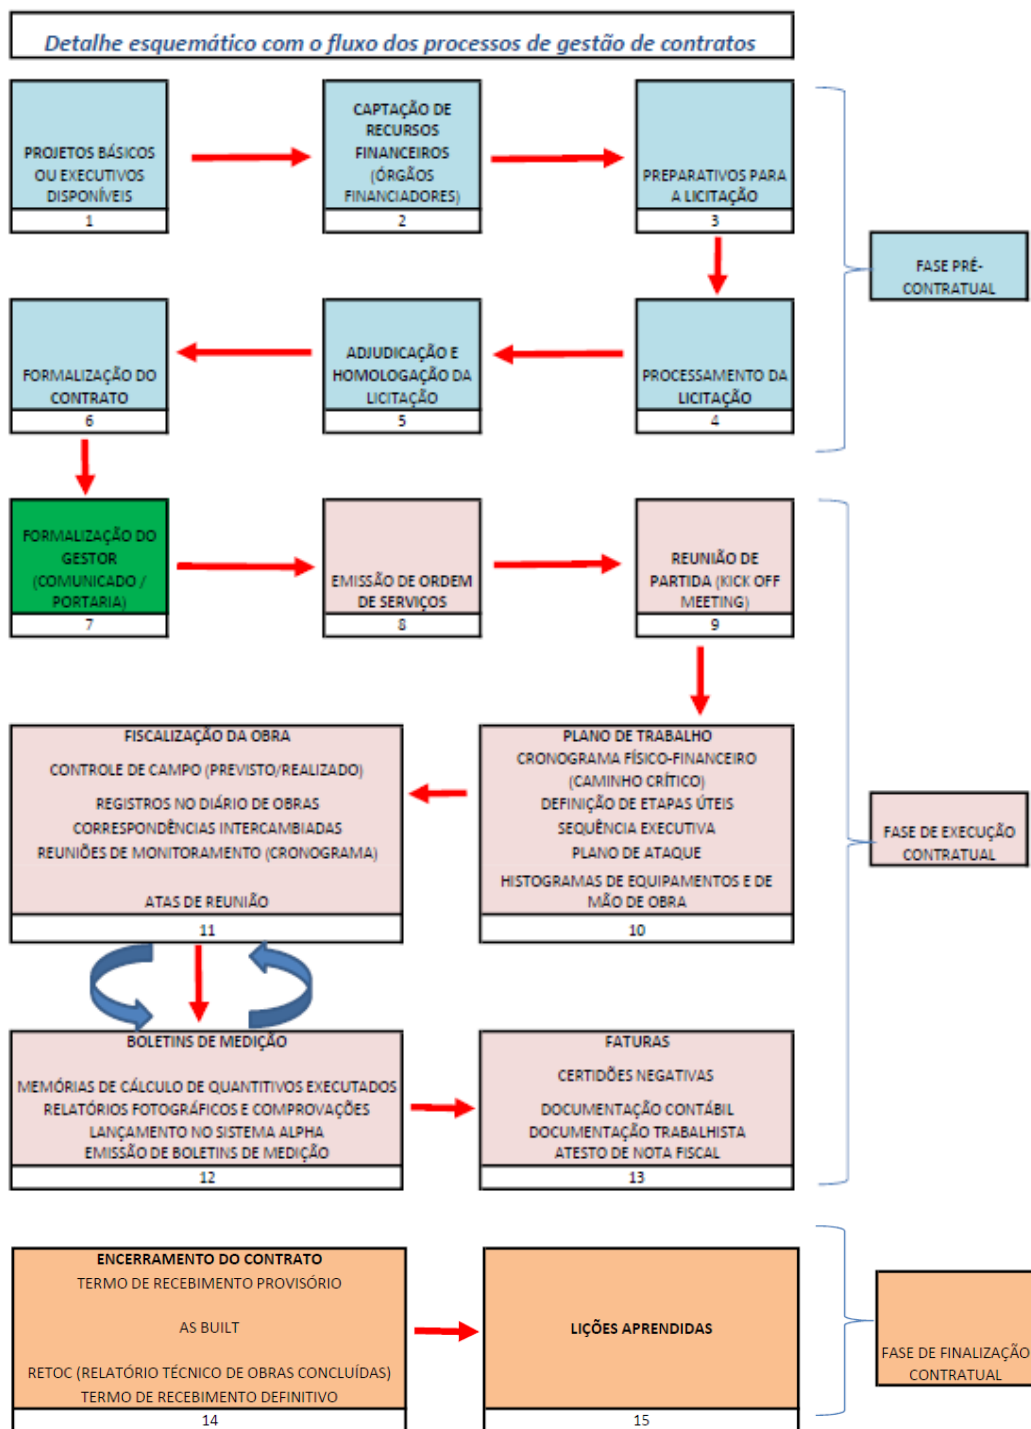 Detalhe esquemático com o fluxo dos processos de gestão de contratos
PROJETOS BÁSICOS
OU EXECUTIVOS
DISPONÍVEIS
1
CAPTAÇÃO DE
RECURSOS
FINANCEIROS
(ÓRGÃOS
FINANCIADORES)
2
PREPARATIVOS PARA
A LICITAÇÃO
3
FASE PRÉ-
CONTRATUAL
FORMALIZAÇÃO DO
CONTRATO
6
ADJUDICAÇÃO E
HOMOLOGAÇÃO DA
LICITAÇÃO
5
PROCESSAMENTO DA
LICITAÇÃO
4
FORMALIZAÇÃO DO
GESTOR
(COMUNICADO /
PORTARIA)
7
EMISSÃO DE ORDEM
DE SERVIÇOS
8
REUNIÃO DE
PARTIDA (KICK OFF
MEETING)
9
FISCALIZAÇÃO DA OBRA
CONTROLE DE CAMPO (PREVISTO/REALIZADO)
REGISTROS NO DIÁRIO DE OBRAS
CORRESPONDÊNCIAS INTERCAMBIADAS
REUNIÕES DE MONITORAMENTO (CRONOGRAMA)
ATAS DE REUNIÃO
11
PLANO DE TRABALHO
CRONOGRAMA FÍSICO-FINANCEIRO
(CAMINHO CRÍTICO)
DEFINIÇÃO DE ETAPAS ÚTEIS
SEQUÊNCIA EXECUTIVA
PLANO DE ATAQUE
HISTOGRAMAS DE EQUIPAMENTOS E DE
MÃO DE OBRA
10
FASE DE EXECUÇÃO
CONTRATUAL
BOLETINS DE MEDIÇÃO
MEMÓRIAS DE CÁLCULO DE QUANTITIVOS EXECUTADOS
RELATÓRIOS FOTOGRÁFICOS E COMPROVAÇÕES
LANÇAMENTO NO SISTEMA ALPHA
EMISSÃO DE BOLETINS DE MEDIÇÃO
12
FATURAS
CERTIDÕES NEGATIVAS
DOCUMENTAÇÃO CONTÁBIL
DOCUMENTAÇÃO TRABALHISTA
ATESTO DE NOTA FISCAL
13
ENCERRAMENTO DO CONTRATO
TERMO DE RECEBIMENTO PROVISÓRIO
AS BUILT
RETOC (RELATÓRIO TÉCNICO DE OBRAS CONCLUÍDAS)
TERMO DE RECEBIMENTO DEFINITIVO
14
LIÇÕES APRENDIDAS
15
FASE DE FINALIZAÇÃO
CONTRATUAL